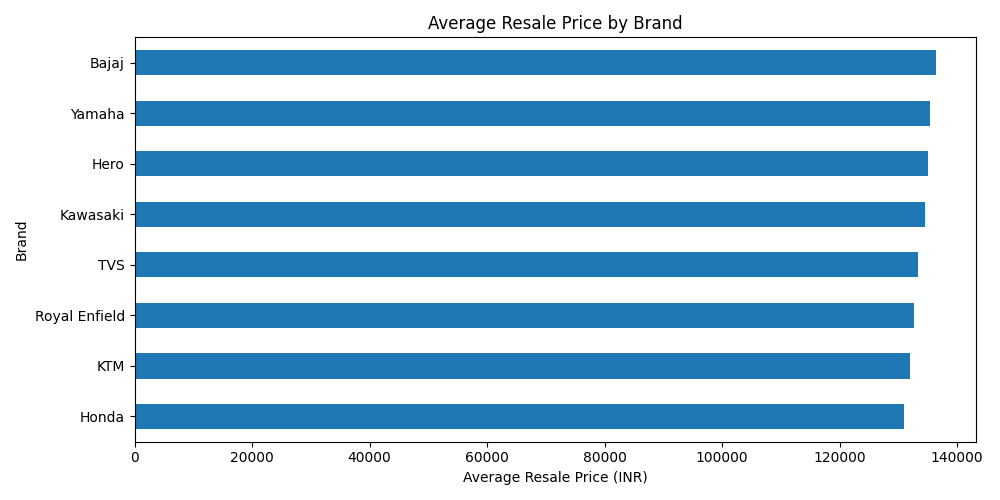 Average Resale Price by Brand
Brand
Bajaj
Yamaha
Hero
Kawasaki
TVS
Royal Enfield
KTM
Honda
0 20000 40000 60000 80000 100000 120000 140000
Average Resale Price (INR)